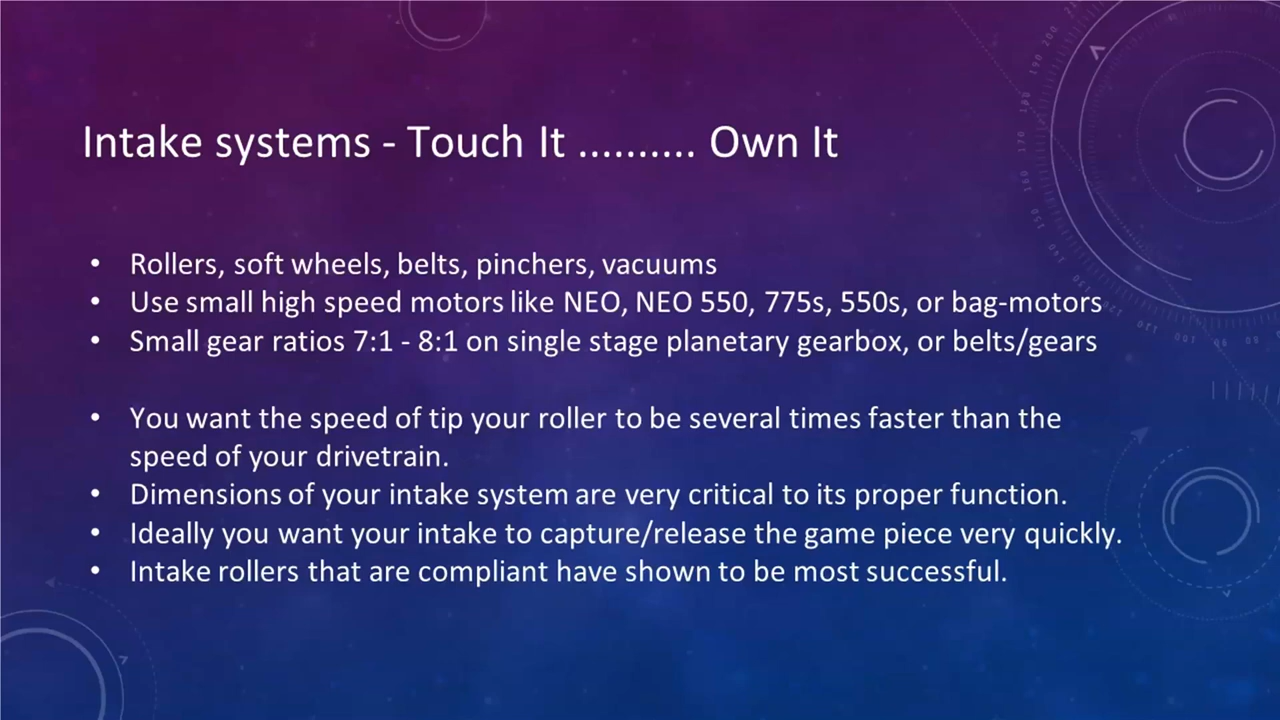 Intake systems - Touch It .......... Own It
• Rollers, soft wheels, belts, pinchers, vacuums
• Use small high speed motors like NEO, NEO 550, 775s, 550s, or bag-motors
• Small gear ratios 7:1 - 8:1 on single stage planetary gearbox, or belts/gears
• You want the speed of tip your roller to be several times faster than the
speed of your drivetrain.
• Dimensions of your intake system are very critical to its proper function.
• Ideally you want your intake to capture/release the game piece very quickly.
• Intake rollers that are compliant have shown to be most successful.